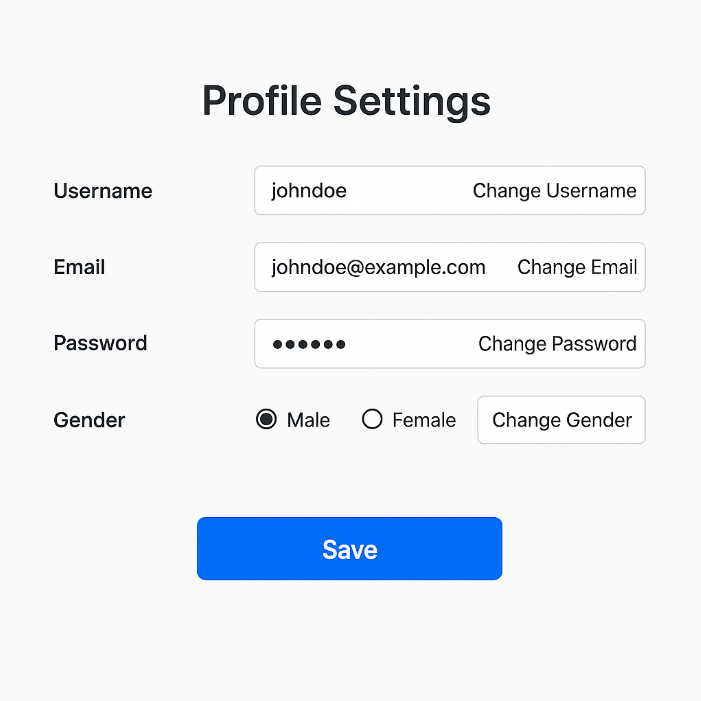 Profile Settings
Username johndoe Change Username
Email johndoe@example.com Change Email
Password •••••• Change Password
Gender Male Female Change Gender
Save